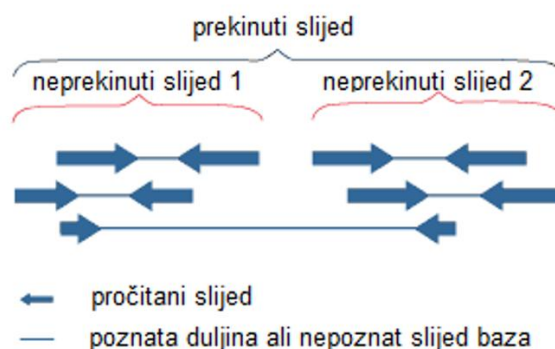 prekinuti slijed
neprekinuti slijed 1 neprekinuti slijed 2
pročitani slijed
poznata duljina ali nepoznat slijed baza